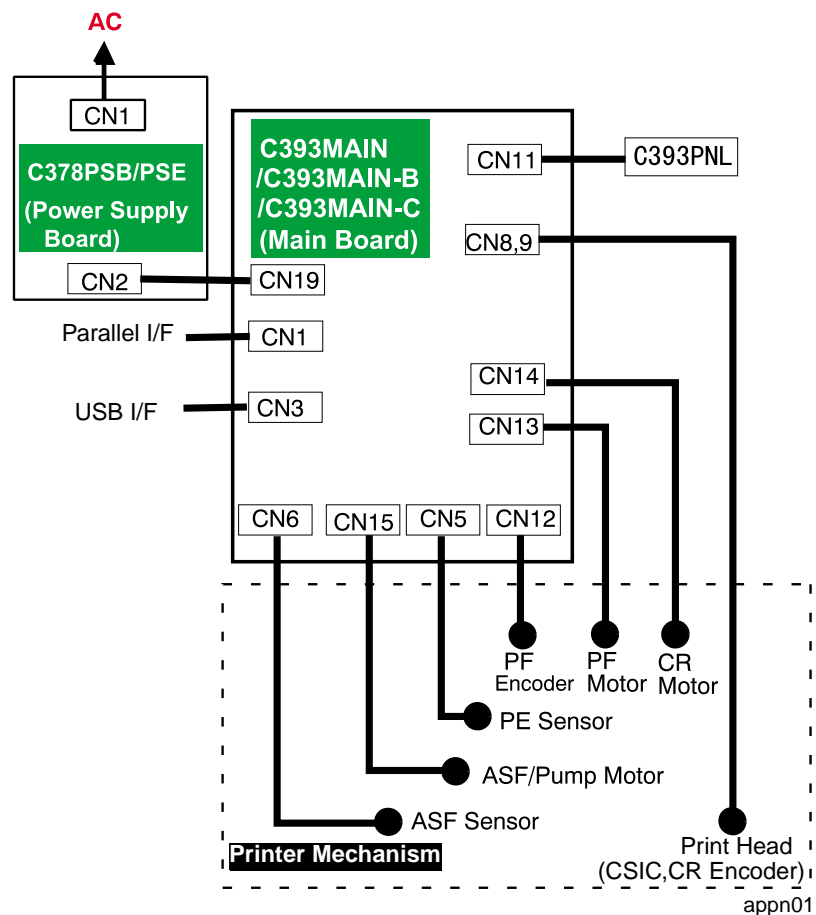 AC
CN1
C378PSB/PSE
(Power Supply
Board)
CN2
C393MAIN
/C393MAIN-B
/C393MAIN-C
(Main Board)
CN11
C393PNL
CN8,9
CN19
Parallel I/F
CN1
USB I/F
CN3
CN14
CN13
CN6
CN15
CN5
CN12
PF
Encoder
PF
Motor
CR
Motor
PE Sensor
ASF/Pump Motor
ASF Sensor
Printer Mechanism
Print Head
(CSIC,CR Encoder)
appn01